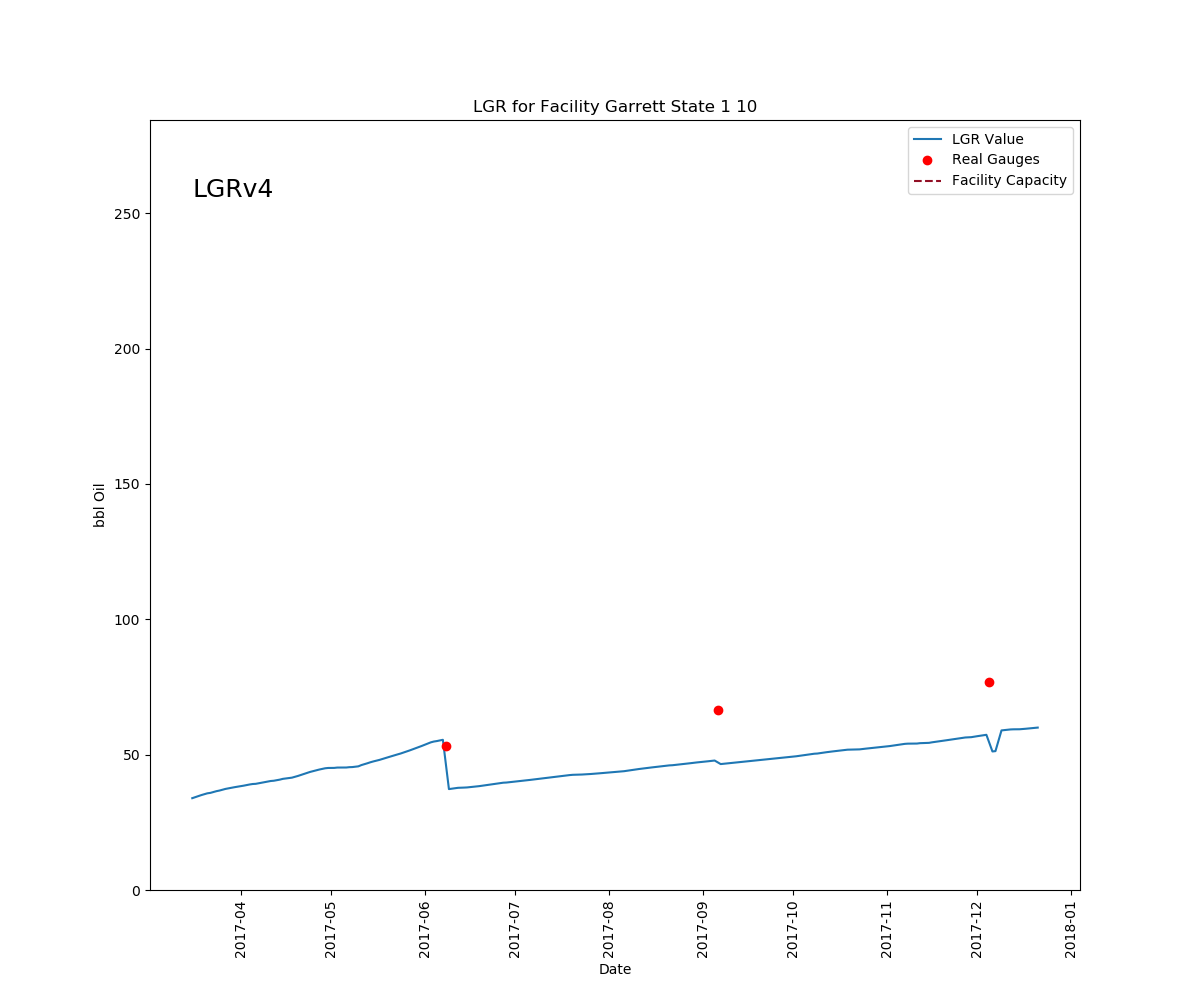 LGR for Facility Garrett State 1 10
LGRv4
LGR Value
Real Gauges
Facility Capacity
bbl Oil
250
200
150
100
50
0
2017-04
2017-05
2017-06
2017-07
2017-08
2017-09
2017-10
2017-11
2017-12
2018-01
Date